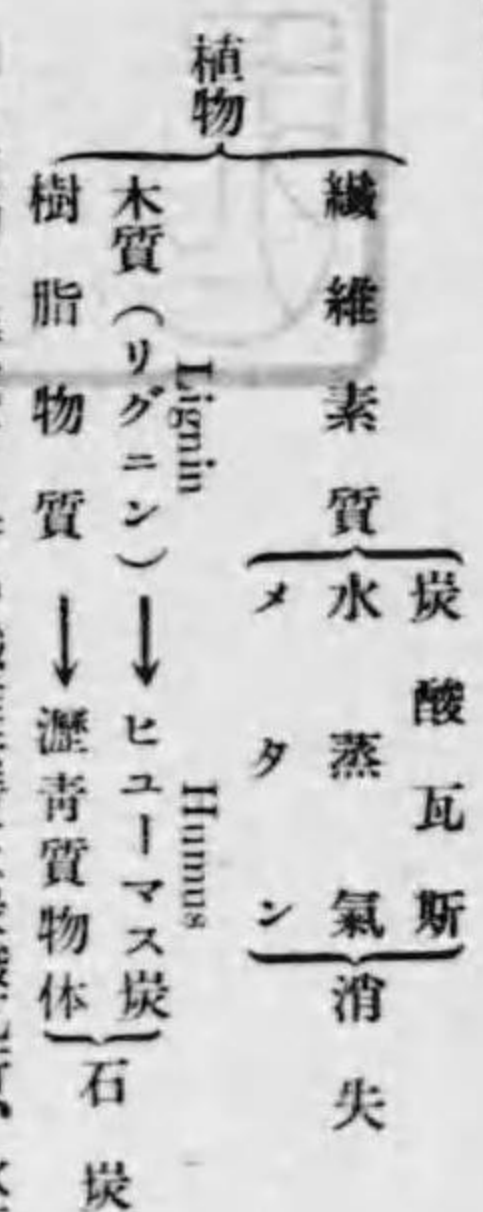 植物
纎維素質
炭酸瓦斯
水蒸氣
メタン
消失
木質(リグニン)
Lignin
ヒューマス炭
Humus
樹脂物質
瀝青質物体
石炭